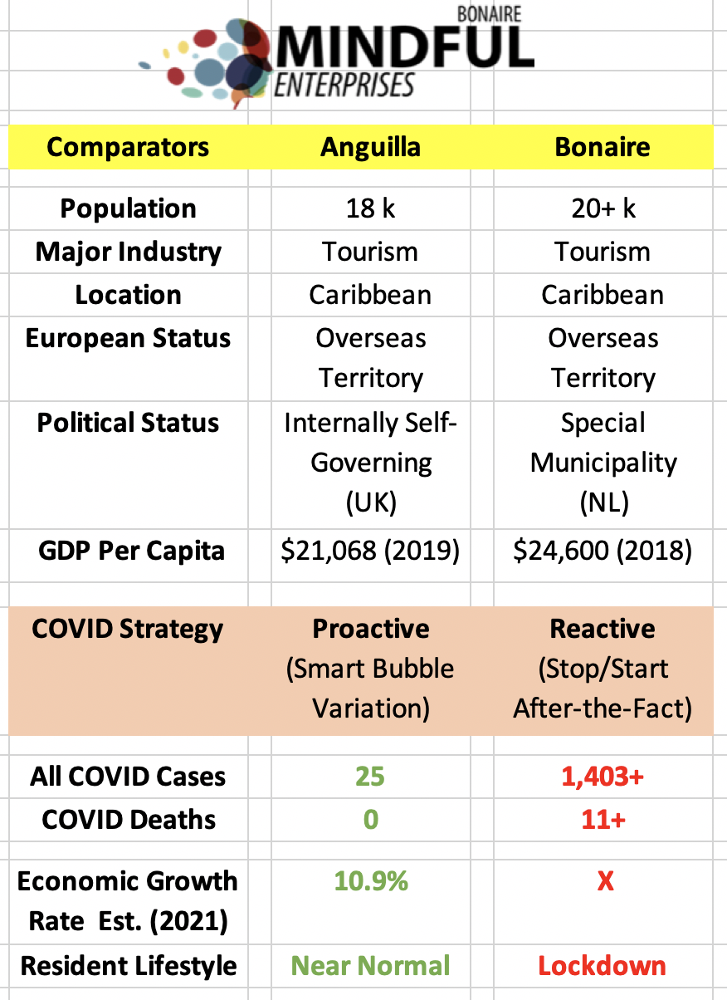 BONAIRE
MINDFUL
ENTERPRISES
Comparators Anguilla Bonaire
Population 18 k 20+ k
Major Industry Tourism Tourism
Location Caribbean Caribbean
European Status Overseas Overseas
Territory Territory
Political Status Internally Self- Special
Governing Municipality
(UK) (NL)
GDP Per Capita $21,068 (2019) $24,600 (2018)
COVID Strategy Proactive Reactive
(Smart Bubble (Stop/Start
Variation) After-the-Fact)
All COVID Cases 25 1,403+
COVID Deaths 0 11+
Economic Growth 10.9% X
Rate Est. (2021)
Resident Lifestyle Near Normal Lockdown